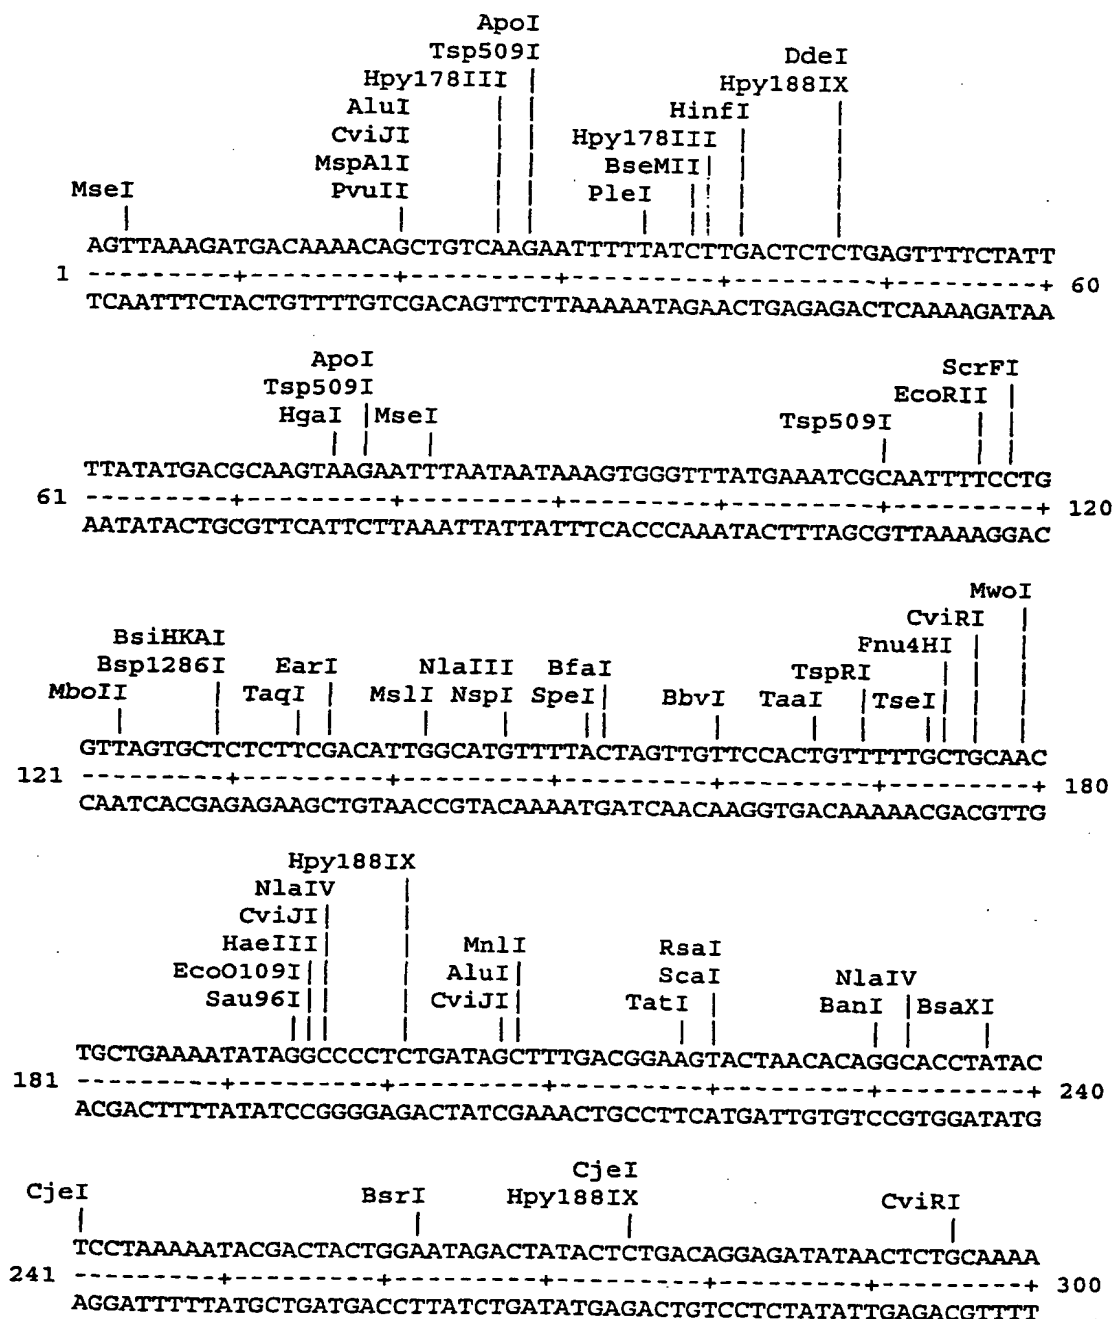 ApoI
Tsp509I DdeI
Hpy178III Hpy188IX
AluI HinfI
CviJI Hpy178III
MspA1I BseMII
MseI PvuII PleI
AGTTAAAGATGACAAAACAGCTGTCAAGAATTTTTATCTTGACTCTCTGAGTTTTCTATT
1 ---------+---------+---------+---------+---------+---------+ 60
TCAATTTCTACTGTTTTGTCGACAGTTCTTAAAAATAGAACTGAGAGACTCAAAAGATAA
ApoI ScrFI
Tsp509I EcoRII
HgaI MseI Tsp509I
TTATATGACGCAAGTAAGAATTTAATAATAAAGTGGGTTTATGAAATCGCAATTTTCCTG
61 ---------+---------+---------+---------+---------+---------+ 120
AATATACTGCGTTCATTCTTAAATTATTATTTCACCCAAATACTTTAGCGTTAAAAGGAC
MwoI
CviRI
BsiHKAI Fnu4HI
Bsp1286I EarI NlaIII BfaI TspRI
MboII TaqI MslI NspI SpeI BbvI TaaI TseI
GTTAGTGCTCTCTTCGACATTGGCATGTTTTACTAGTTGTTCCACTGTTTTTGCTGCAAC
121 ---------+---------+---------+---------+---------+---------+ 180
CAATCACGAGAGAAGCTGTAACCGTACAAAATGATCAACAAGGTGACAAAAACGACGTTG
Hpy188IX
NlaIV
CviJI
HaeIII MnlI RsaI
EcoO109I AluI ScaI NlaIV
Sau96I CviJI TatI BanI BsaXI
TGCTGAAAATATAGGCCCCTCTGATAGCTTTGACGGAAGTACTAACACAGGCACCTATAC
181 ---------+---------+---------+---------+---------+---------+ 240
ACGACTTTTATATCCGGGGAGACTATCGAAACTGCCTTCATGATTGTGTCCGTGGATATG
CjeI
CjeI BsrI Hpy188IX CviRI
TCCTAAAAATACGACTACTGGAATAGACTATACTCTGACAGGAGATATAACTCTGCAAAA
241 ---------+---------+---------+---------+---------+---------+ 300
AGGATTTTTATGCTGATGACCTTATCTGATATGAGACTGTCCTCTATATTGAGACGTTTT